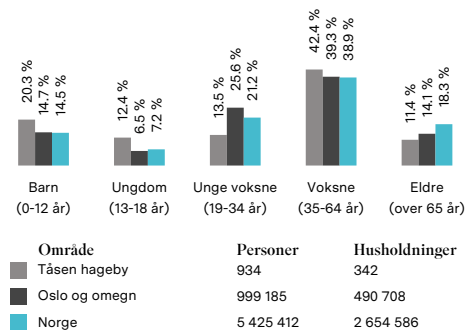 20.3 % 14.7 % 14.5 % 12.4 % 6.5 % 7.2 % 13.5 % 25.6 % 21.2 % 42.4 % 39.3 % 38.9 % 11.4 % 14.1 % 18.3 %
Barn Ungdom Unge voksne Voksne Eldre
(0-12 år) (13-18 år) (19-34 år) (35-64 år) (over 65 år)
Område Personer Husholdninger
Tåsen hageby 934 342
Oslo og omegn 999 185 490 708
Norge 5 425 412 2 654 586